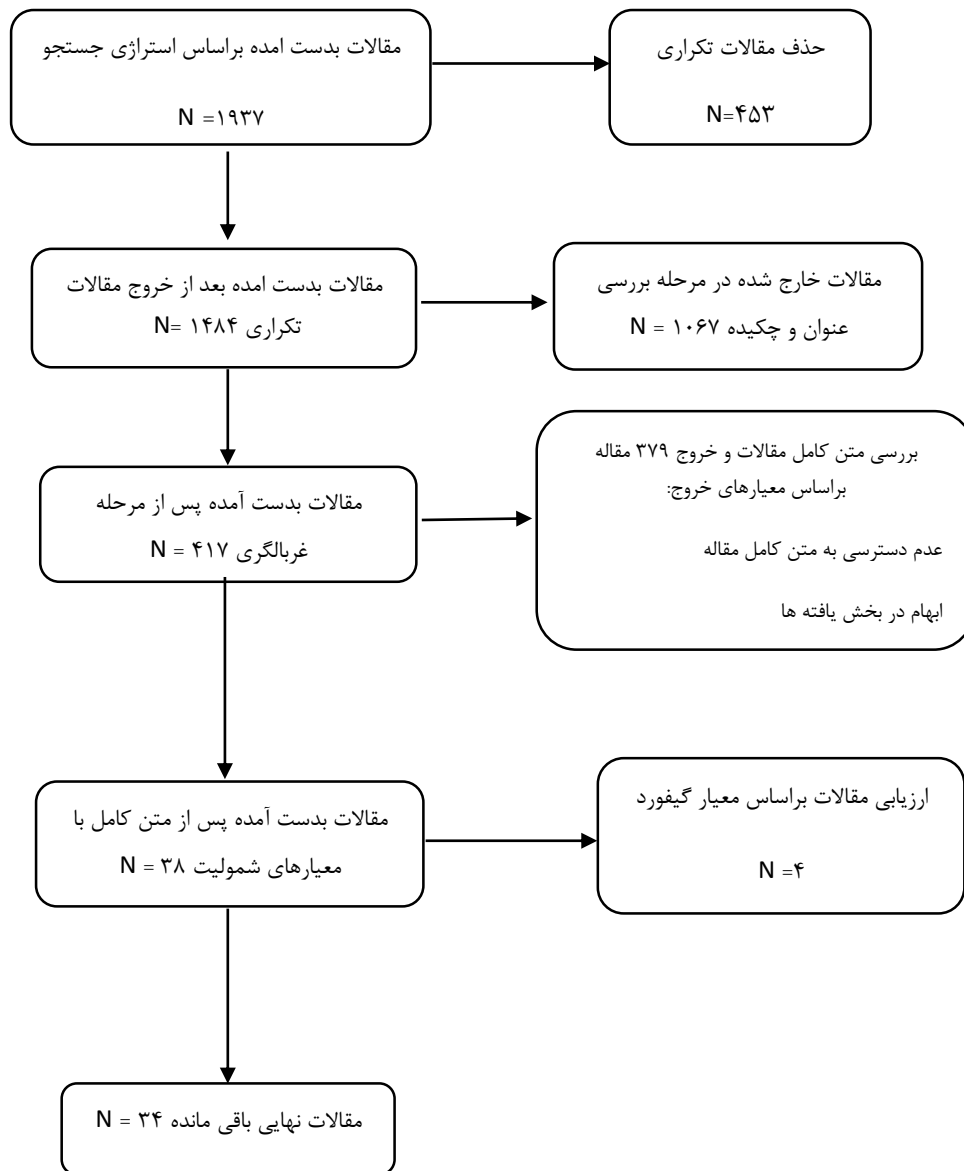 مقالات بدست امده براساس استراژی جستجو
N =۱۹۳۷
حذف مقالات تکراری
N=۴۵۳
مقالات بدست امده بعد از خروج مقالات
تکراری ۱۴۸۴ =N
مقالات خارج شده در مرحله بررسی
عنوان و چکیده ۱۰۶۷ = N
مقالات بدست آمده پس از مرحله
غربالگری ۴۱۷ = N
بررسی متن کامل مقالات و خروج ۳۷۹ مقاله
براساس معیارهای خروج:
عدم دسترسی به متن کامل مقاله
ابهام در بخش یافته ها
مقالات بدست آمده پس از متن کامل با
معیارهای شمولیت ۳۸ = N
ارزیابی مقالات براساس معیار گیفورد
N =۴
مقالات نهایی باقی مانده ۳۴ = N